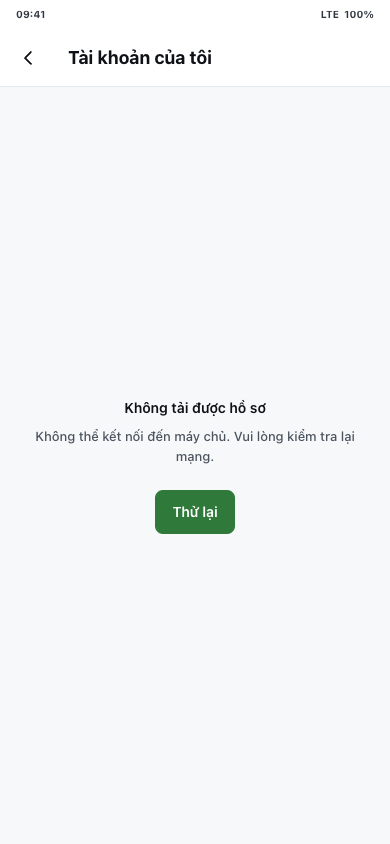 09:41
LTE 100%
Tài khoản của tôi
Không tải được hồ sơ
Không thể kết nối đến máy chủ. Vui lòng kiểm tra lại
mạng.
Thử lại